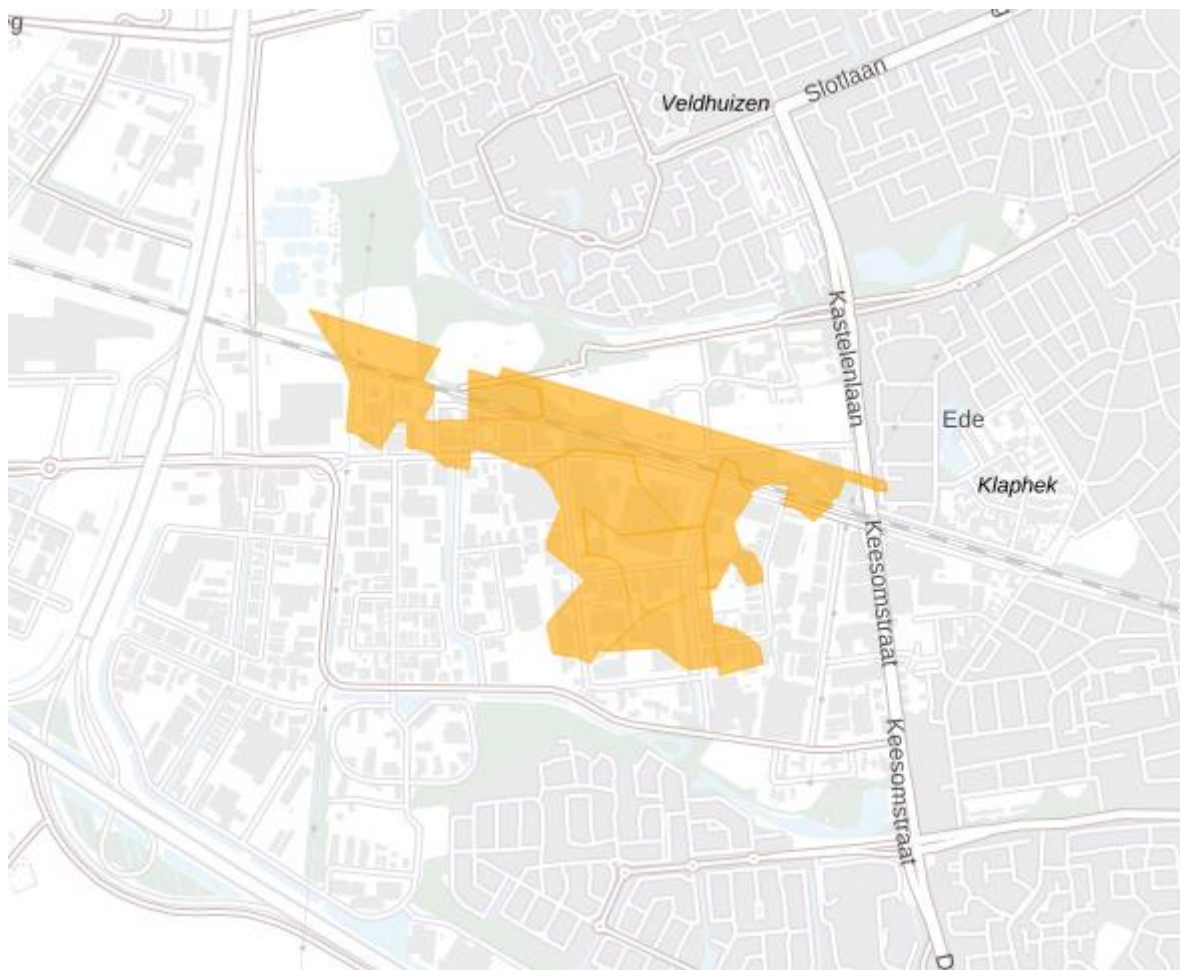 Slotlaan
Veldhuizen
Kastelenlaan
Ede
Klaphek
Keesomstraat
Keesomstraat
D